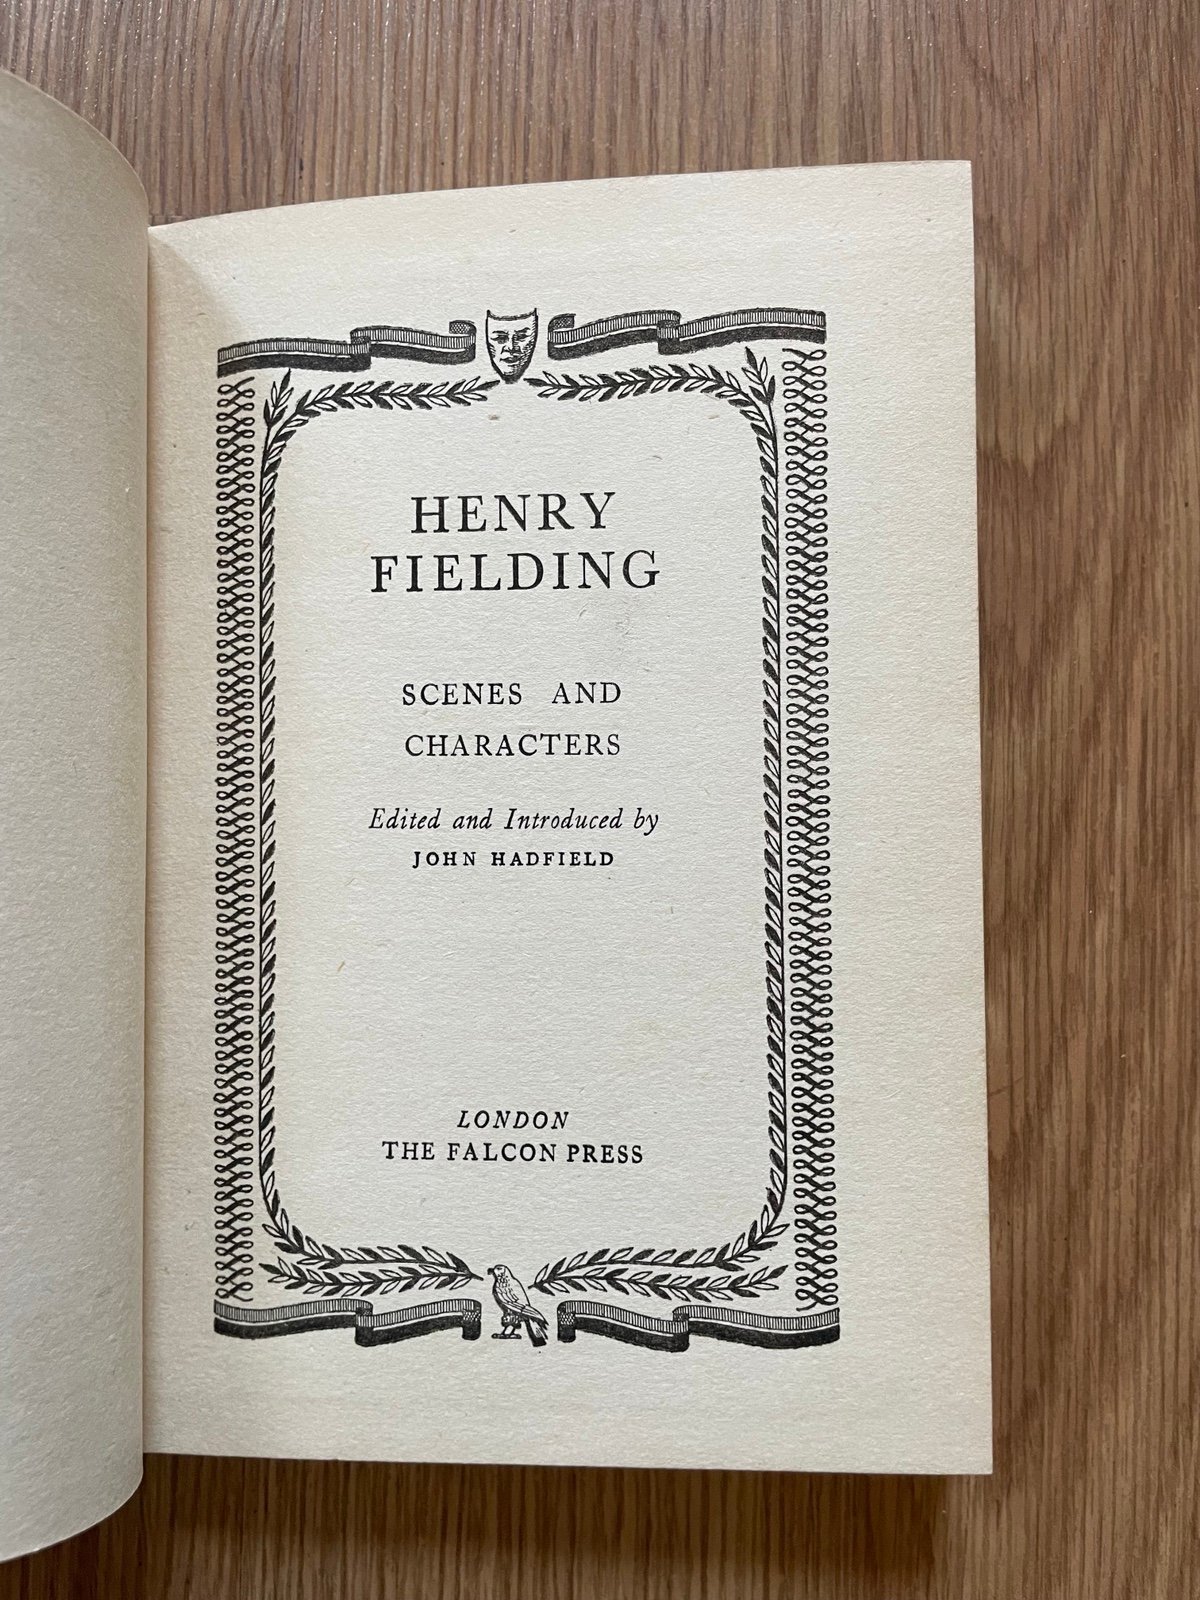 HENRY
FIELDING
SCENES AND
CHARACTERS
Edited and Introduced by
JOHN HADFIELD
LONDON
THE FALCON PRESS